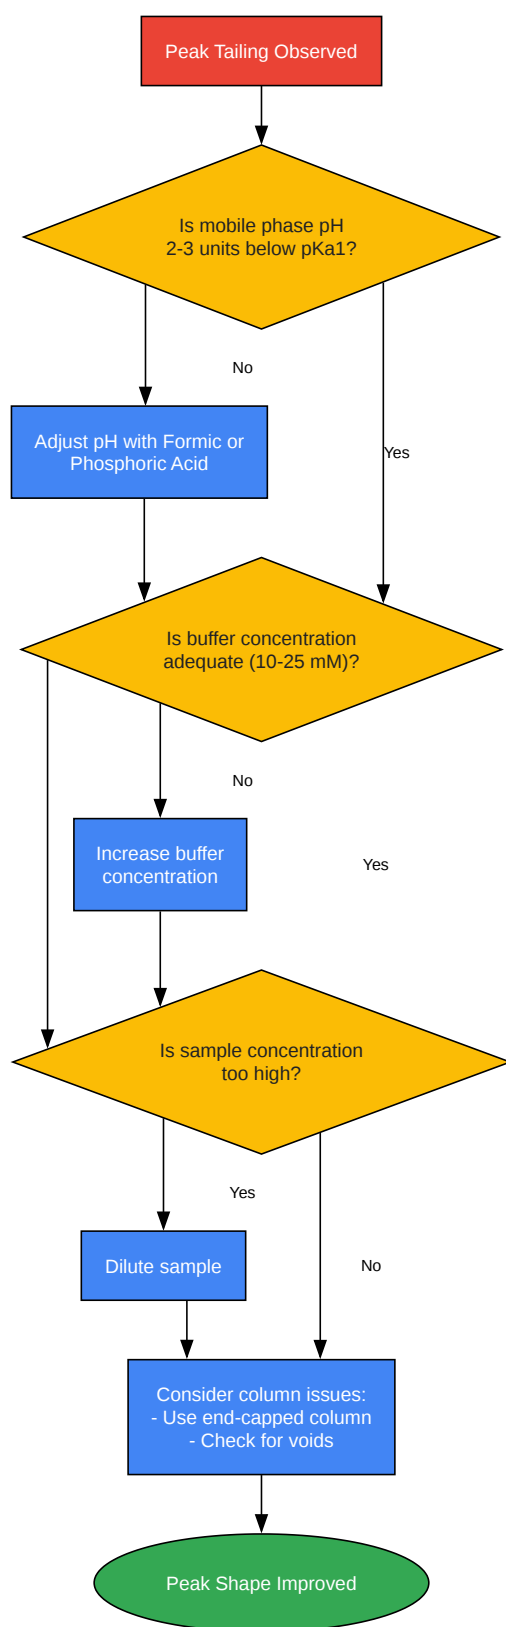 Peak Tailing Observed
Is mobile phase pH
2-3 units below pKa1?
No
Adjust pH with Formic or
Phosphoric Acid
Yes
Is buffer concentration
adequate (10-25 mM)?
No
Increase buffer
concentration
Yes
Is sample concentration
too high?
Yes
Dilute sample
No
Consider column issues:
- Use end-capped column
- Check for voids
Peak Shape Improved